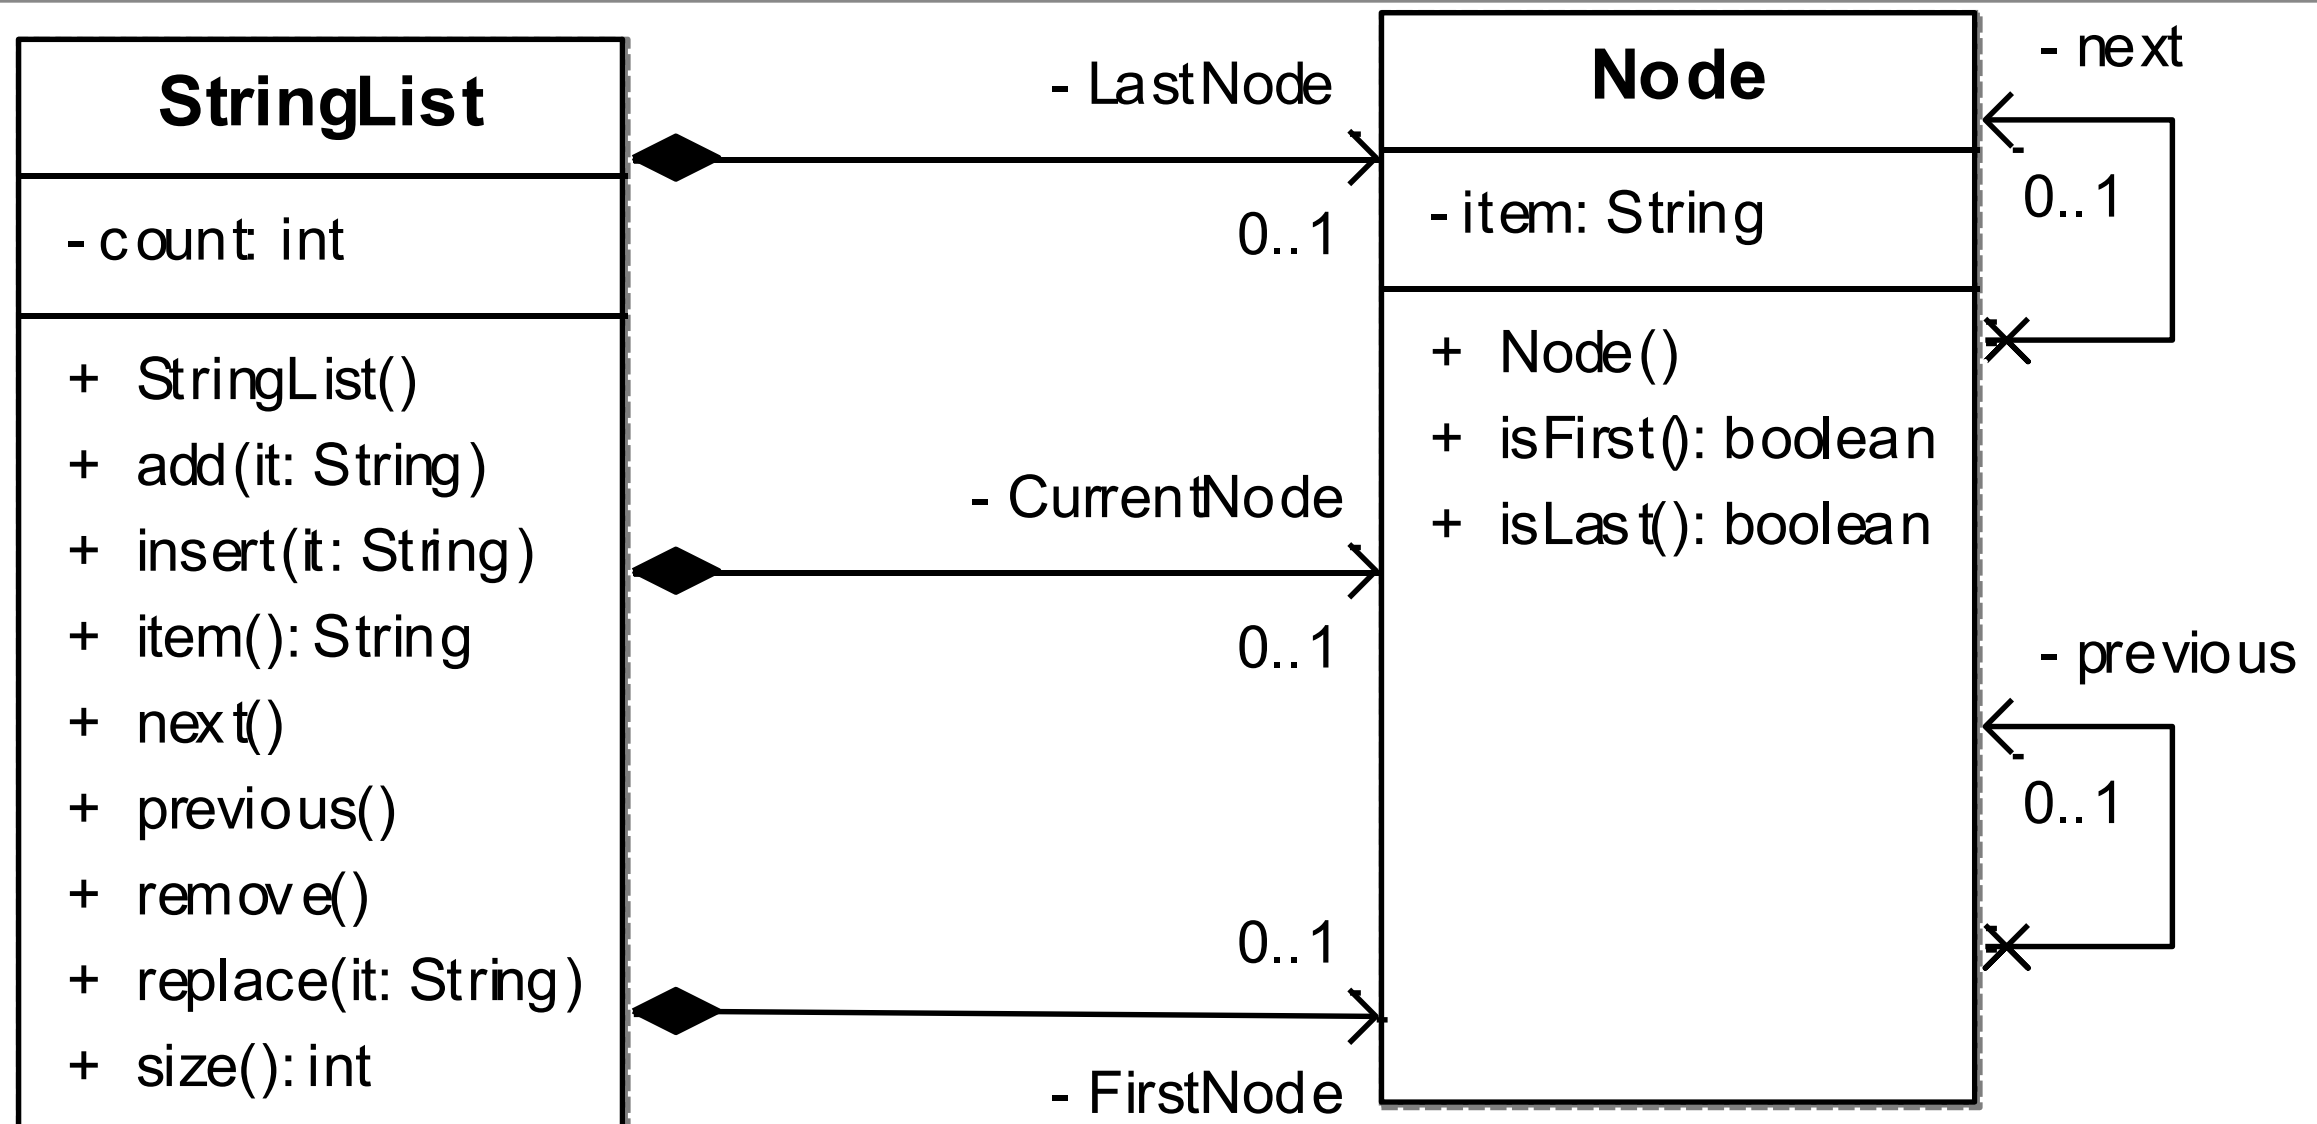 StringList
- count: int
+ StringList()
+ add(it: String)
+ insert(it: String)
+ item(): String
+ next()
+ previous()
+ remove()
+ replace(it: String)
+ size(): int
- LastNode
0..1
- CurrentNode
0..1
0..1
- FirstNode
Node
- item: String
+ Node()
+ isFirst(): boolean
+ isLast(): boolean
- next
0..1
- previous
0..1